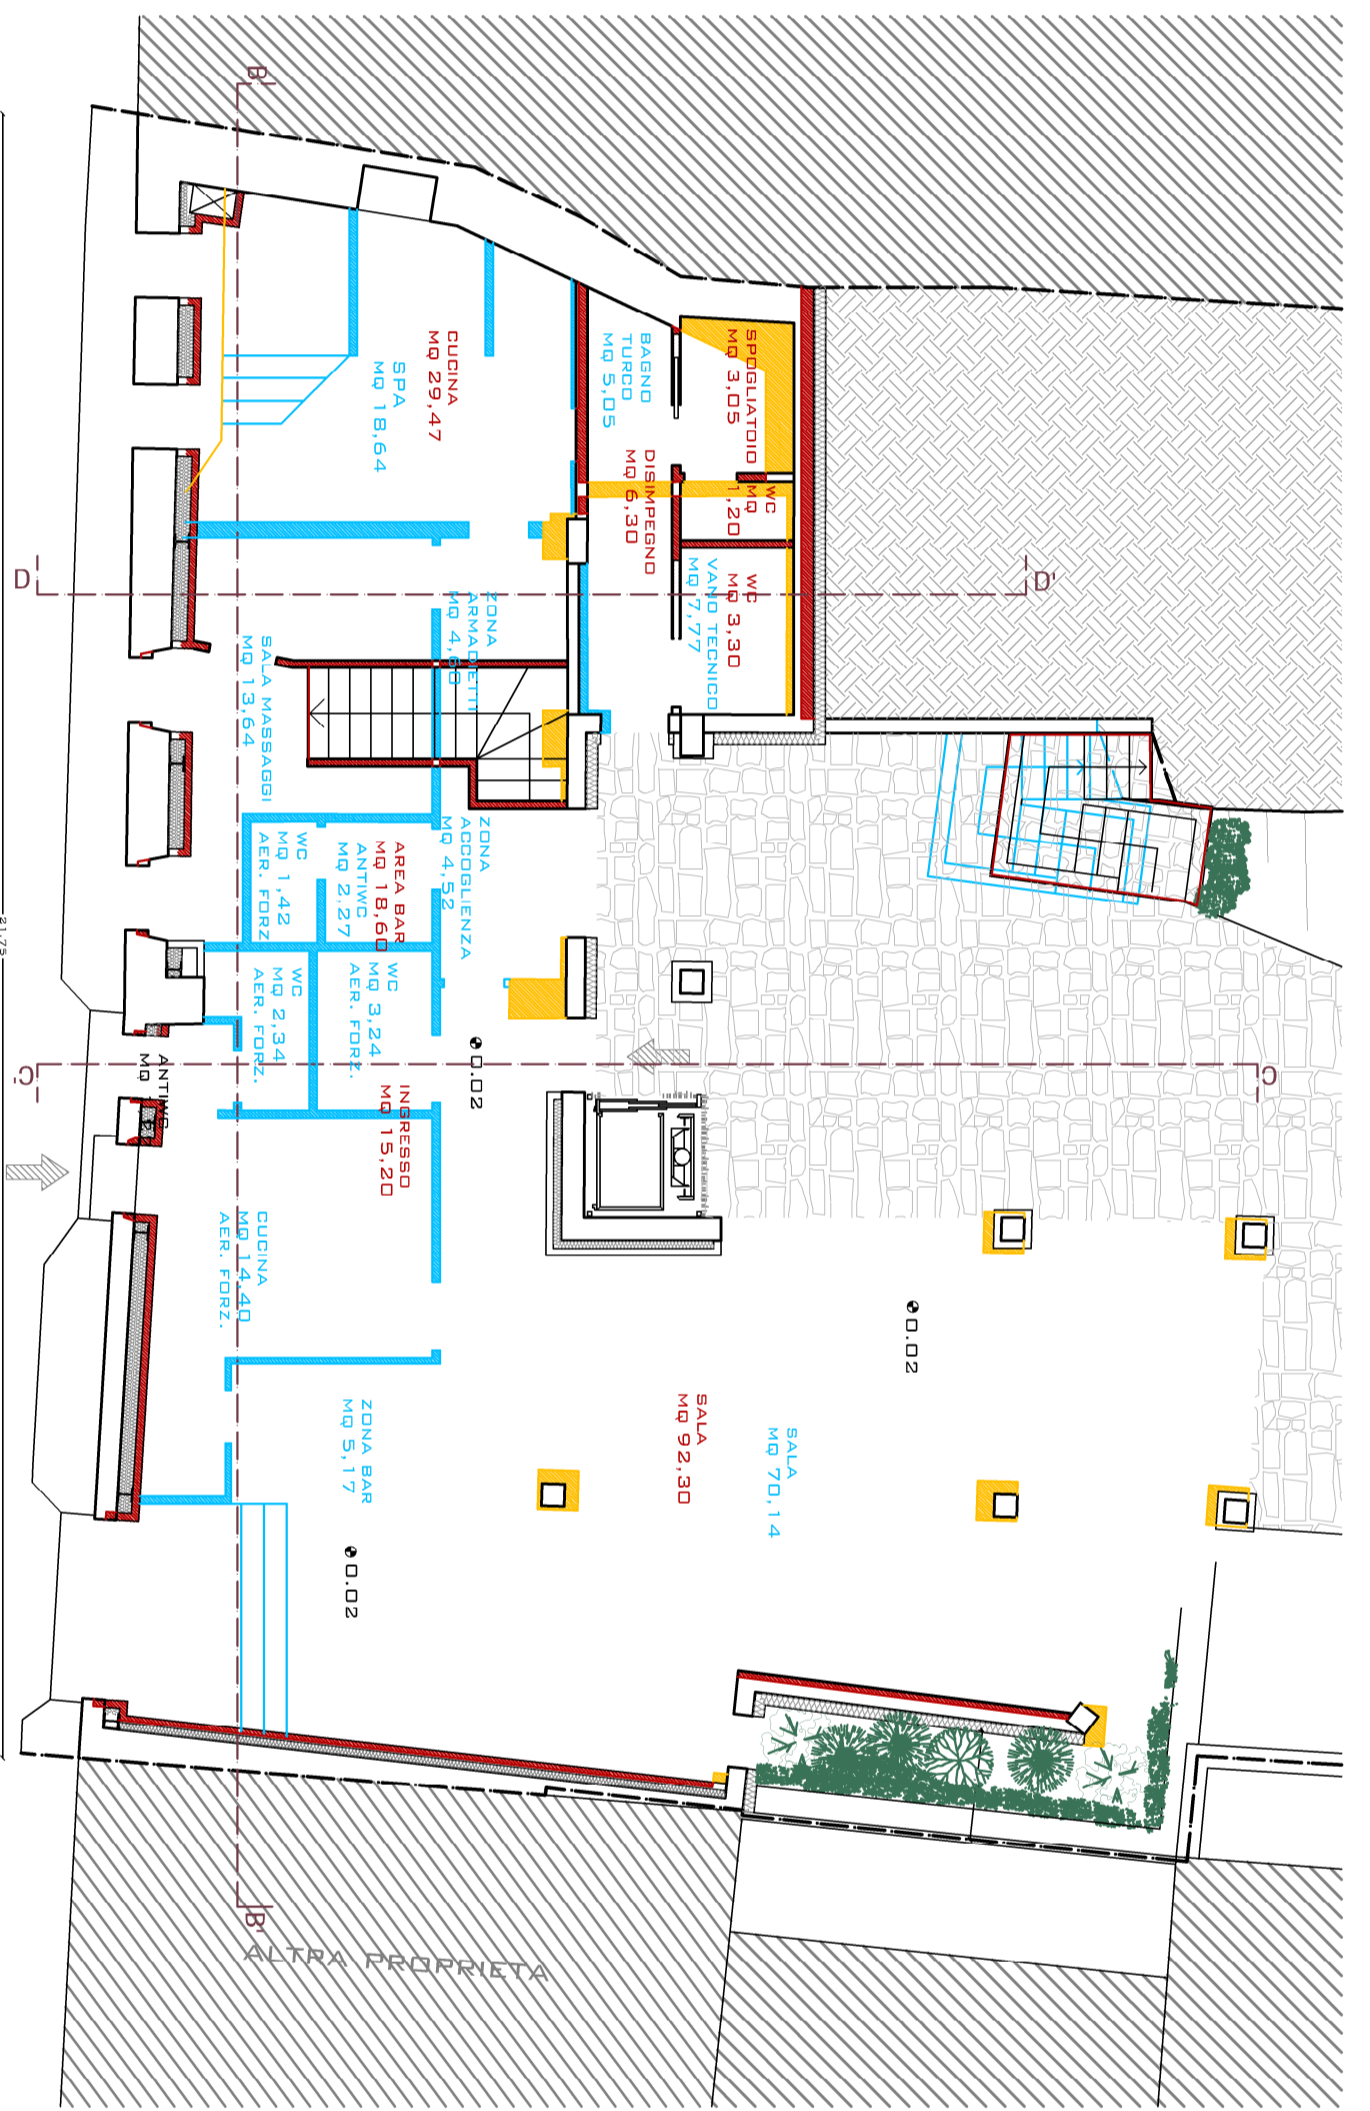 B
SPOGLIATOIO
MQ 3,05
BAGNO
TURCO
MQ 5,05
CUCINA
MQ 29,47
SPA
MQ 18,64
WC
MQ
1,20
DISIMPEGNO
MQ 6,30
D
D'
WC
MQ 3,30
VANO TECNICO
MQ 7,77
ZONA
ARMADIETTI
MQ 4,60
SALA MASSAGGI
MQ 13,64
ZONA
ACCOGLIENZA
MQ 4,52
AREA BAR
MQ 18,60
ANTIWC
MQ 2,27
WC
MQ 1,42
AER. FORZ.
21,75
WC
MQ 3,24
AER. FORZ.
WC
MQ 2,34
AER. FORZ.
0.02
C'
C
ANTIWC
MQ
INGRESSO
MQ 15,20
CUCINA
MQ 14,40
AER. FORZ.
0.02
SALA
MQ 92,30
SALA
MQ 70,14
ZONA BAR
MQ 5,17
0.02
B'
ALTRA PROPRIETA